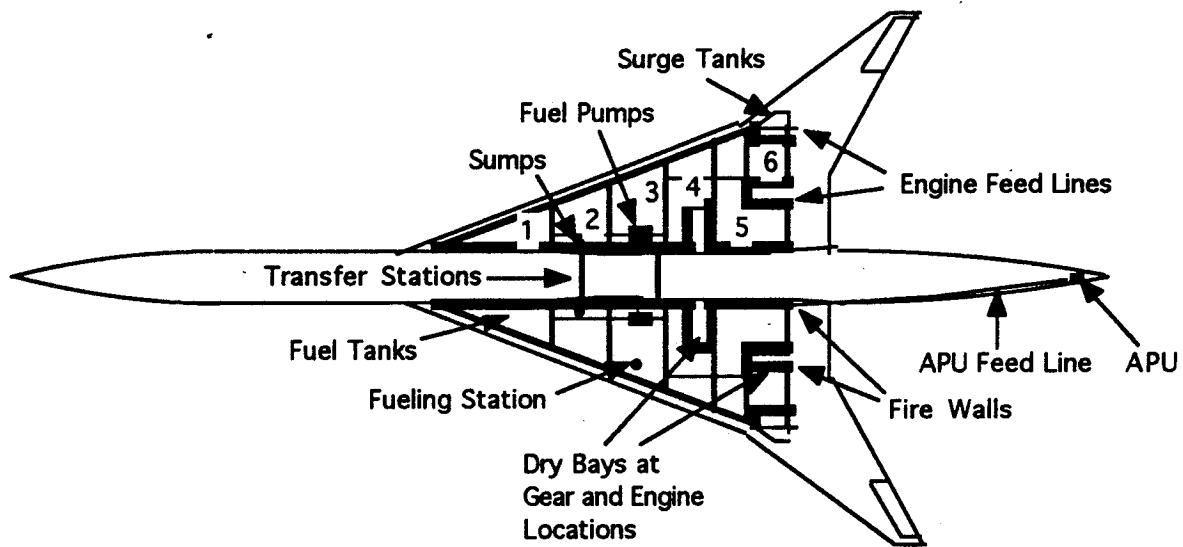 Surge Tanks
Fuel Pumps
Sumps
6
3
4
Engine Feed Lines
2
1
5
Transfer Stations
Fuel Tanks
APU Feed Line
APU
Fueling Station
Fire Walls
Dry Bays at
Gear and Engine
Locations